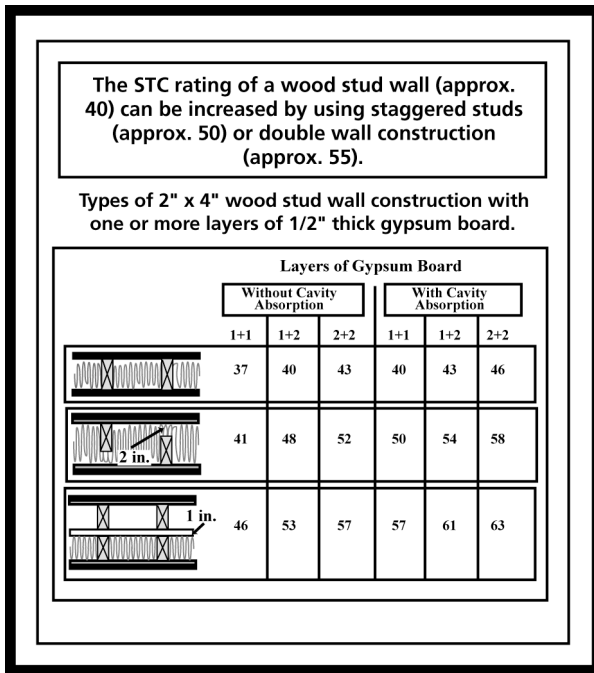 The STC rating of a wood stud wall (approx.
40) can be increased by using staggered studs
(approx. 50) or double wall construction
(approx. 55).
Types of 2" x 4" wood stud wall construction with
one or more layers of 1/2" thick gypsum board.
Layers of Gypsum Board
Without Cavity
Absorption
With Cavity
Absorption
1+1 1+2 2+2 1+1 1+2 2+2
37 40 43 40 43 46
2 in.
41 48 52 50 54 58
1 in.
46 53 57 57 61 63